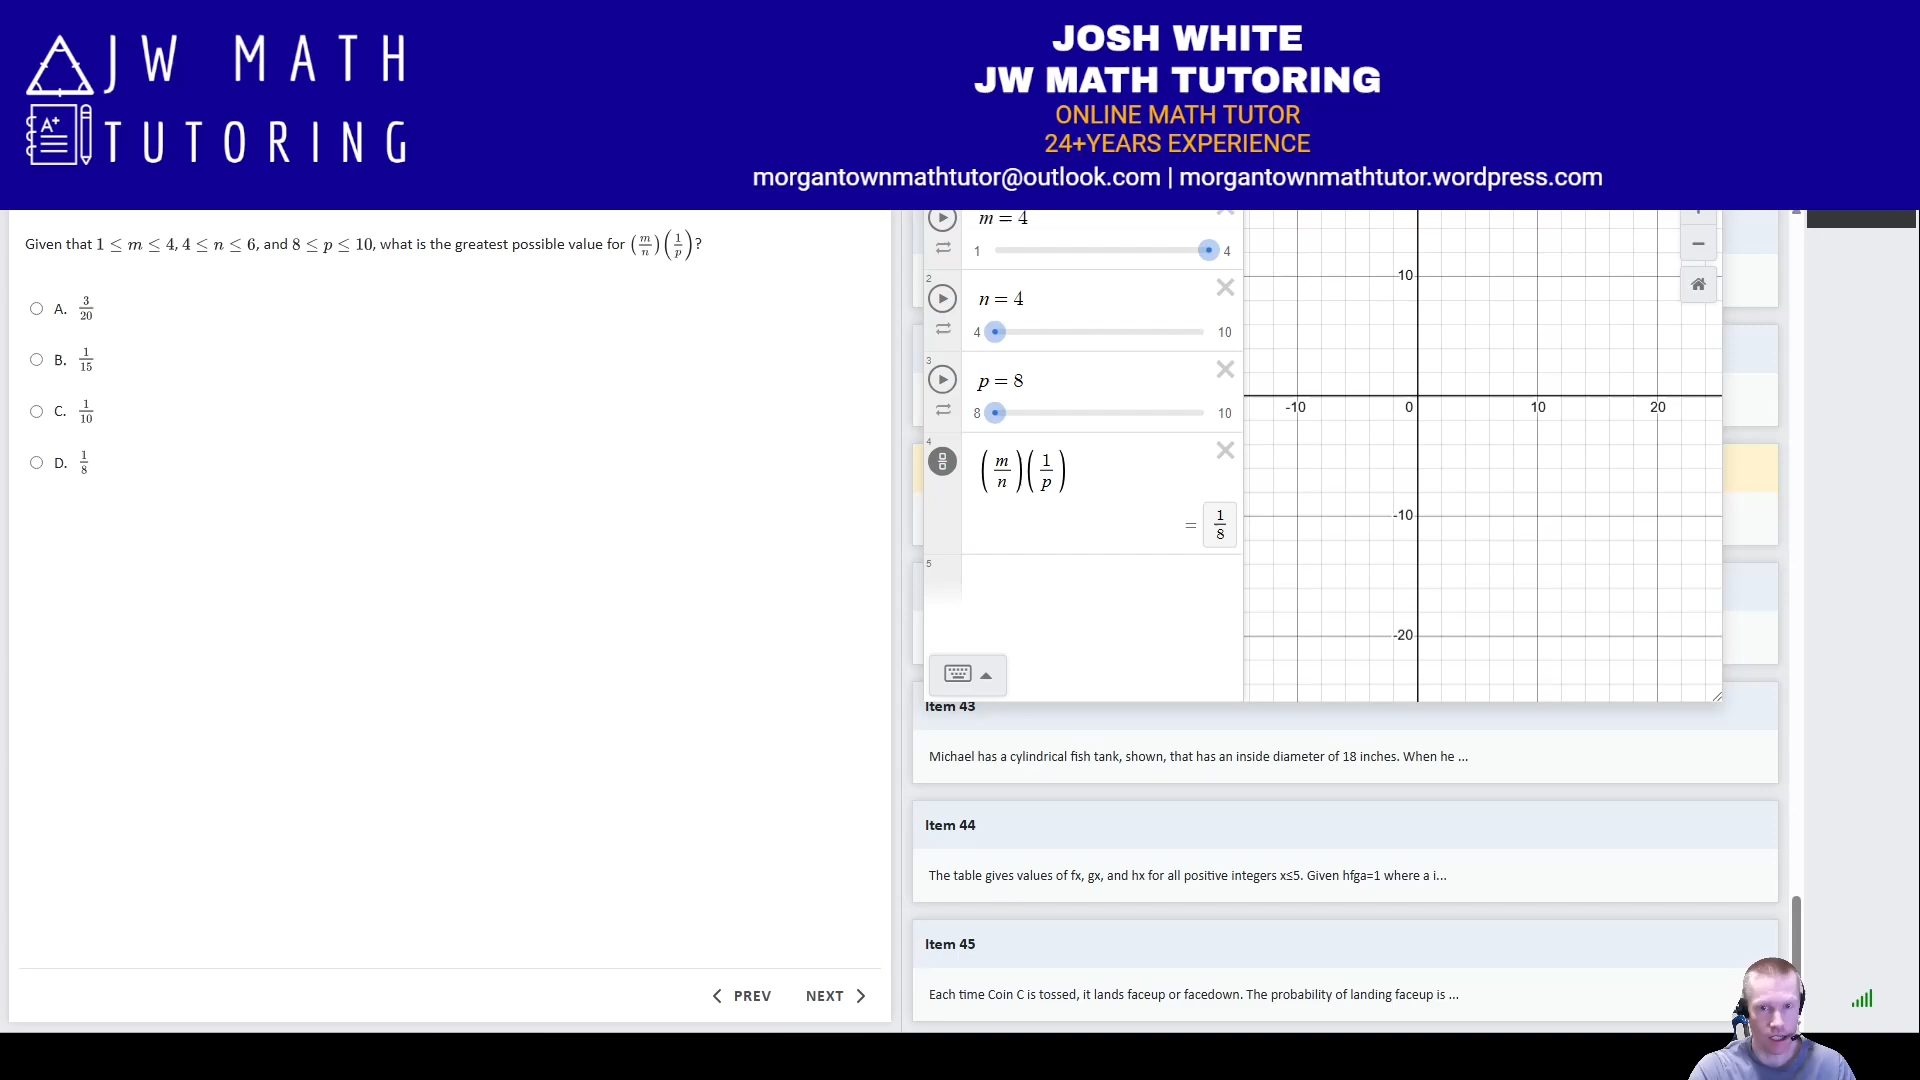 JW MATH
A+
TUTORING
JOSH WHITE
JW MATH TUTORING
ONLINE MATH TUTOR
24+YEARS EXPERIENCE
morgantownmathtutor@outlook.com | morgantownmathtutor.wordpress.com
Given that 1 ≤ m ≤ 4, 4 ≤ n ≤ 6, and 8 ≤ p ≤ 10, what is the greatest possible value for (m/n)(1/p)?
A. 3/20
B. 1/15
C. 1/10
D. 1/8
PREV NEXT
m = 4
1 4
2
n = 4
4 10
3
p = 8
8 10
4
(m/n)(1/p)
= 1/8
5
10
-10 0 10 20
-10
-20
Item 43
Michael has a cylindrical fish tank, shown, that has an inside diameter of 18 inches. When he ...
Item 44
The table gives values of fx, gx, and hx for all positive integers x≤5. Given hfga=1 where a i...
Item 45
Each time Coin C is tossed, it lands faceup or facedown. The probability of landing faceup is ...